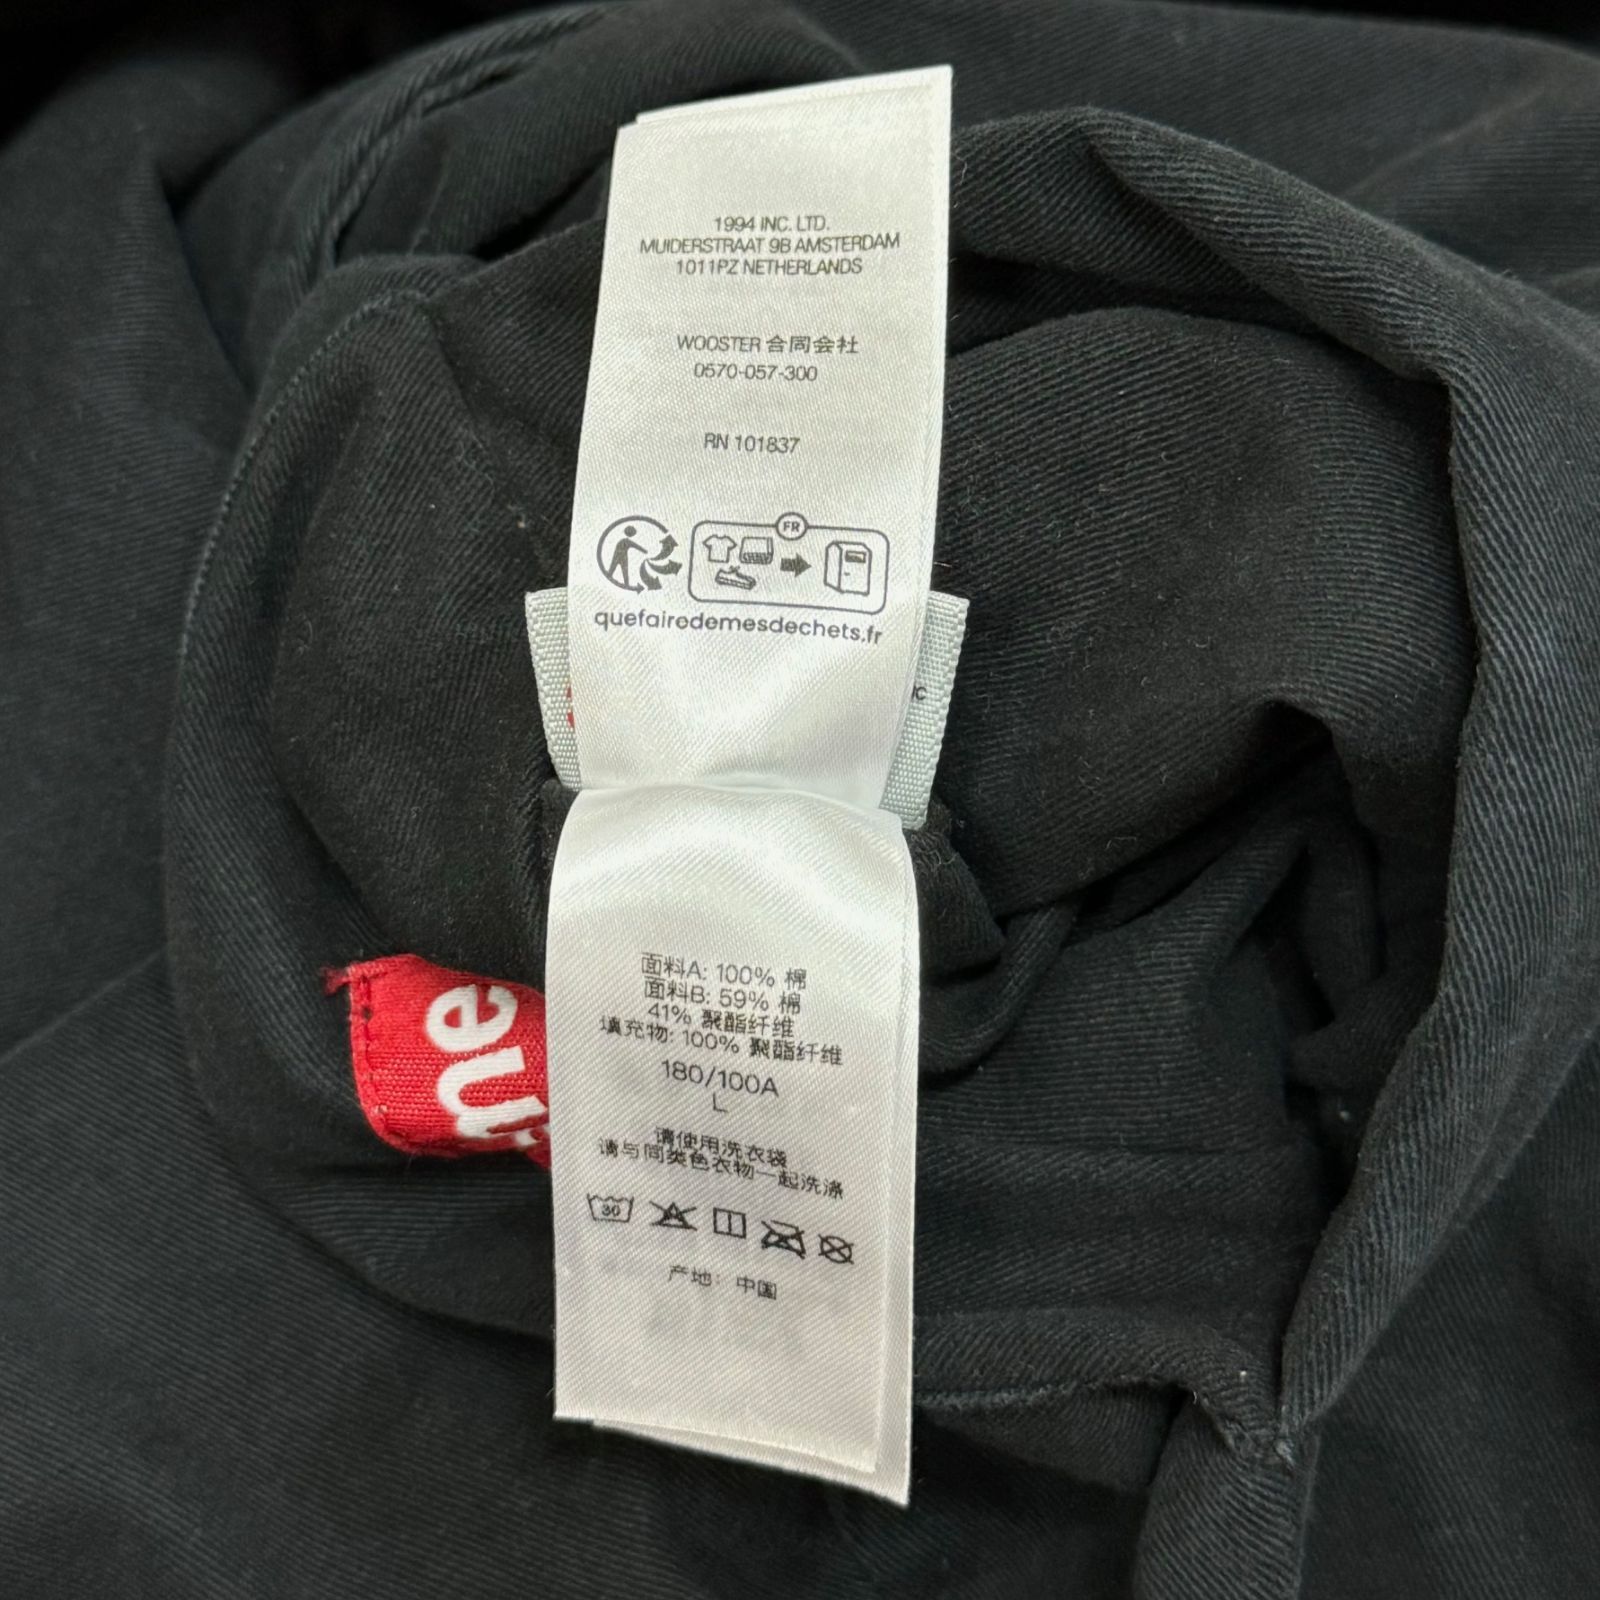 1994 INC. LTD.
MUIDERSTRAAT 9B AMSTERDAM
1011PZ NETHERLANDS
WOOSTER 合同会社
0570-057-300
RN 101837
FR
quefairedemesdechets.fr
IC
me
面料A: 100% 棉
面料B: 59% 棉
41% 聚酯纤维
填充物: 100% 聚酯纤维
180/100A
L
请使用洗衣袋
请与同类色衣物一起洗涤
30
产地: 中国